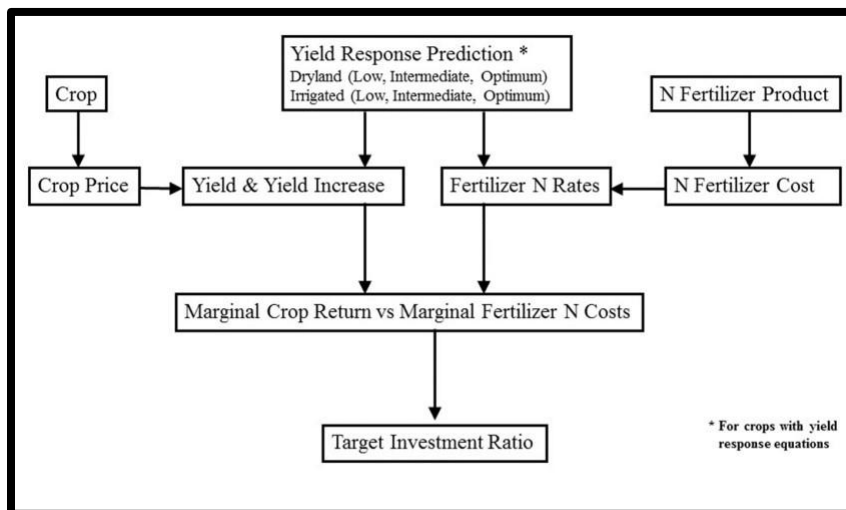 Yield Response Prediction *
Dryland (Low, Intermediate, Optimum)
Irrigated (Low, Intermediate, Optimum)
Crop
N Fertilizer Product
Crop Price
Yield & Yield Increase
Fertilizer N Rates
N Fertilizer Cost
Marginal Crop Return vs Marginal Fertilizer N Costs
Target Investment Ratio
* For crops with yield
response equations